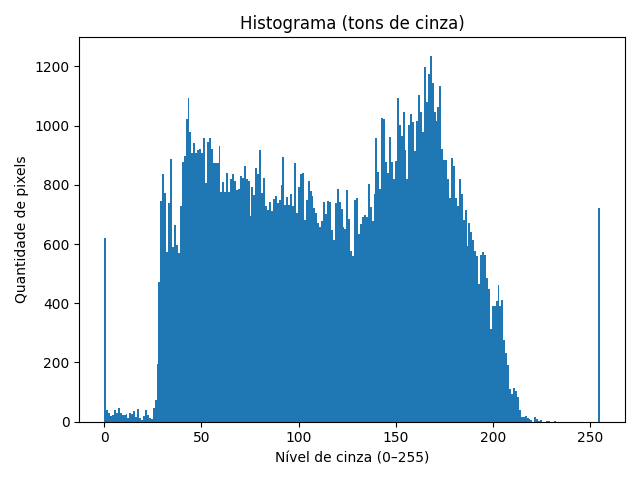 Histograma (tons de cinza)
Quantidade de pixels
1200
1000
800
600
400
200
0
0 50 100 150 200 250
Nível de cinza (0–255)